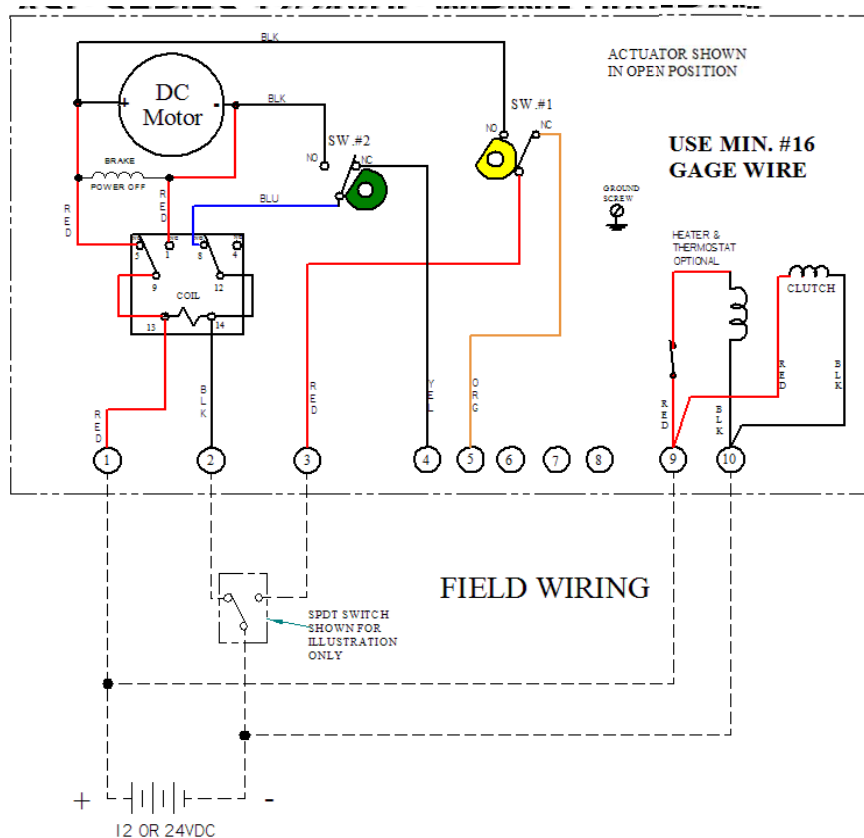 BLK
ACTUATOR SHOWN
IN OPEN POSITION
DC
Motor
+
-
BLK
SW.#1
NO
NC
SW.#2
NO
NC
USE MIN. #16
GAGE WIRE
BRAKE
POWER OFF
RED
RED
BLU
GROUND
SCREW
HEATER &
THERMOSTAT
OPTIONAL
CLUTCH
5
1
8
4
9
12
COIL
13
14
RED
BLK
RED
YEL
ORG
RED
BLK
RED
BLK
1
2
3
4
5
6
7
8
9
10
FIELD WIRING
SPDT SWITCH
SHOWN FOR
ILLUSTRATION
ONLY
+
-
12 OR 24VDC